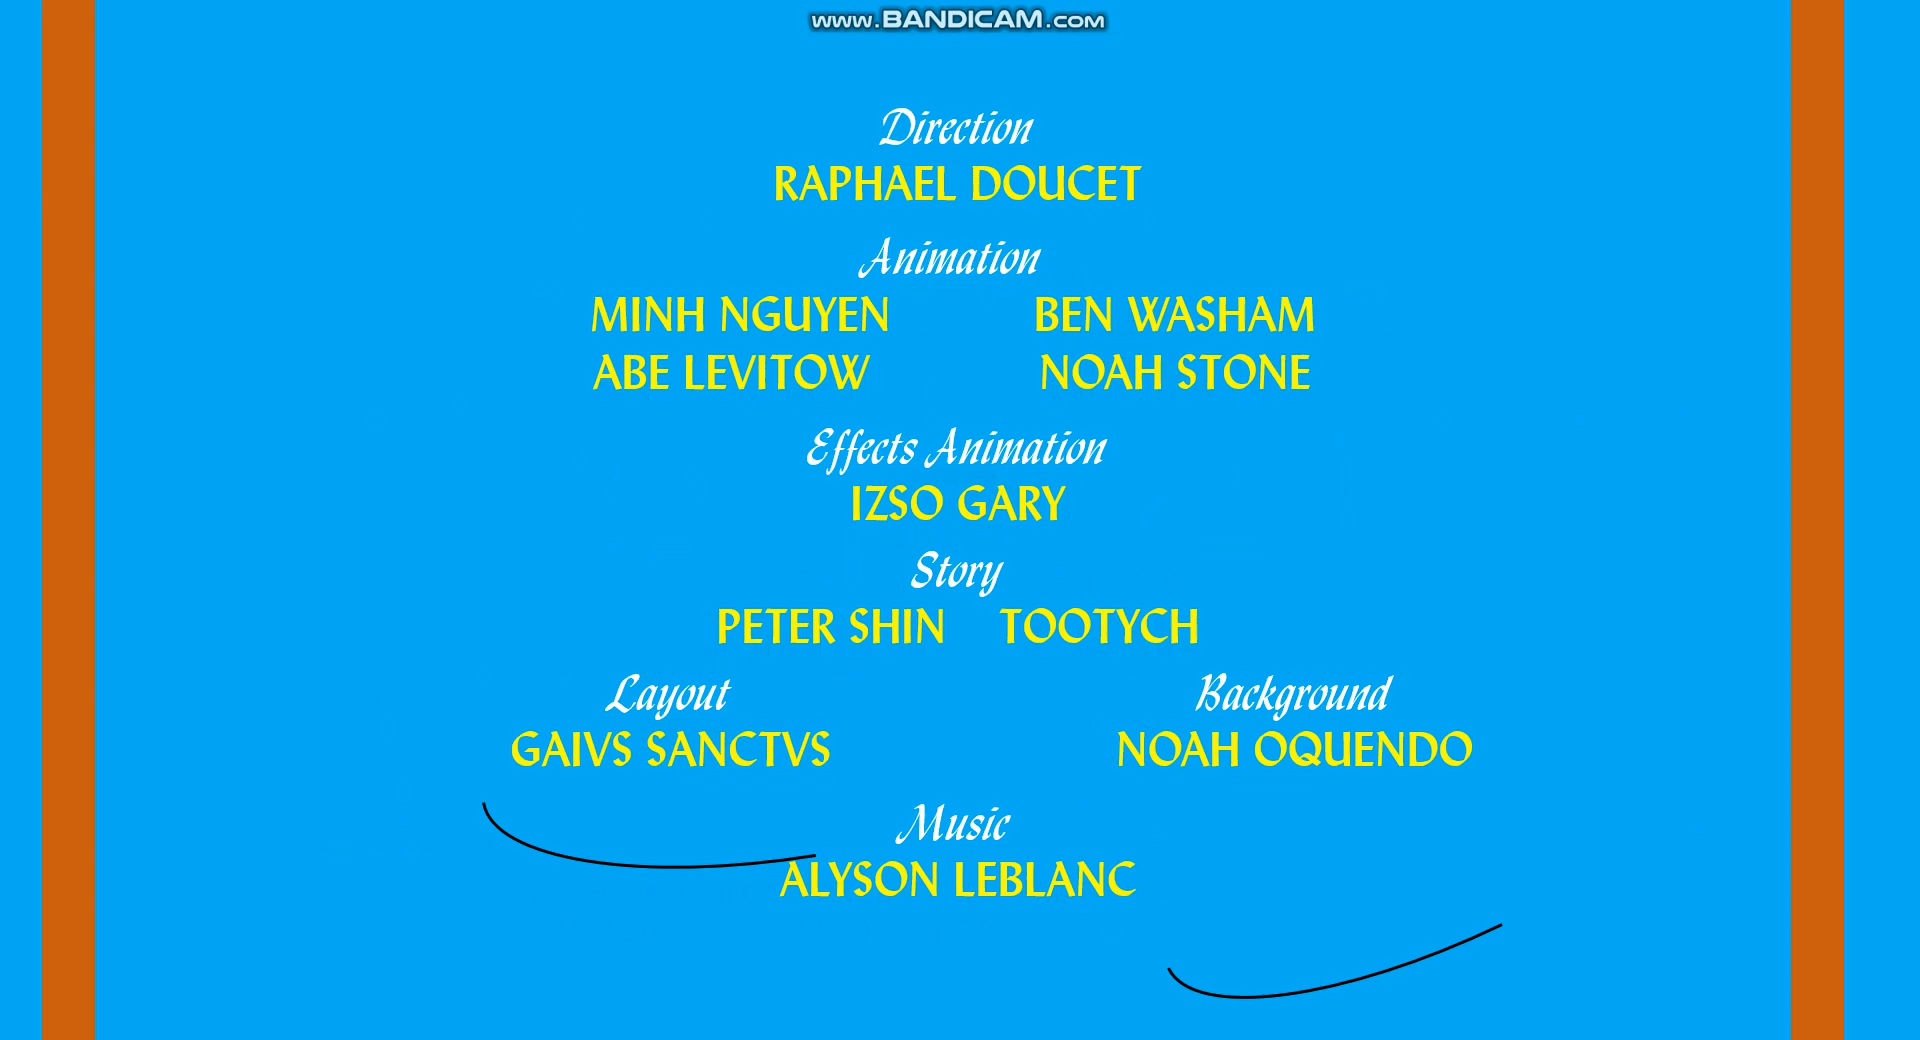 www.BANDICAM.com
Direction
RAPHAEL DOUCET
Animation
MINH NGUYEN BEN WASHAM
ABE LEVITOW NOAH STONE
Effects Animation
IZSO GARY
Story
PETER SHIN TOOTYCH
Layout Background
GAIVS SANCTVS NOAH OQUENDO
Music
ALYSON LEBLANC